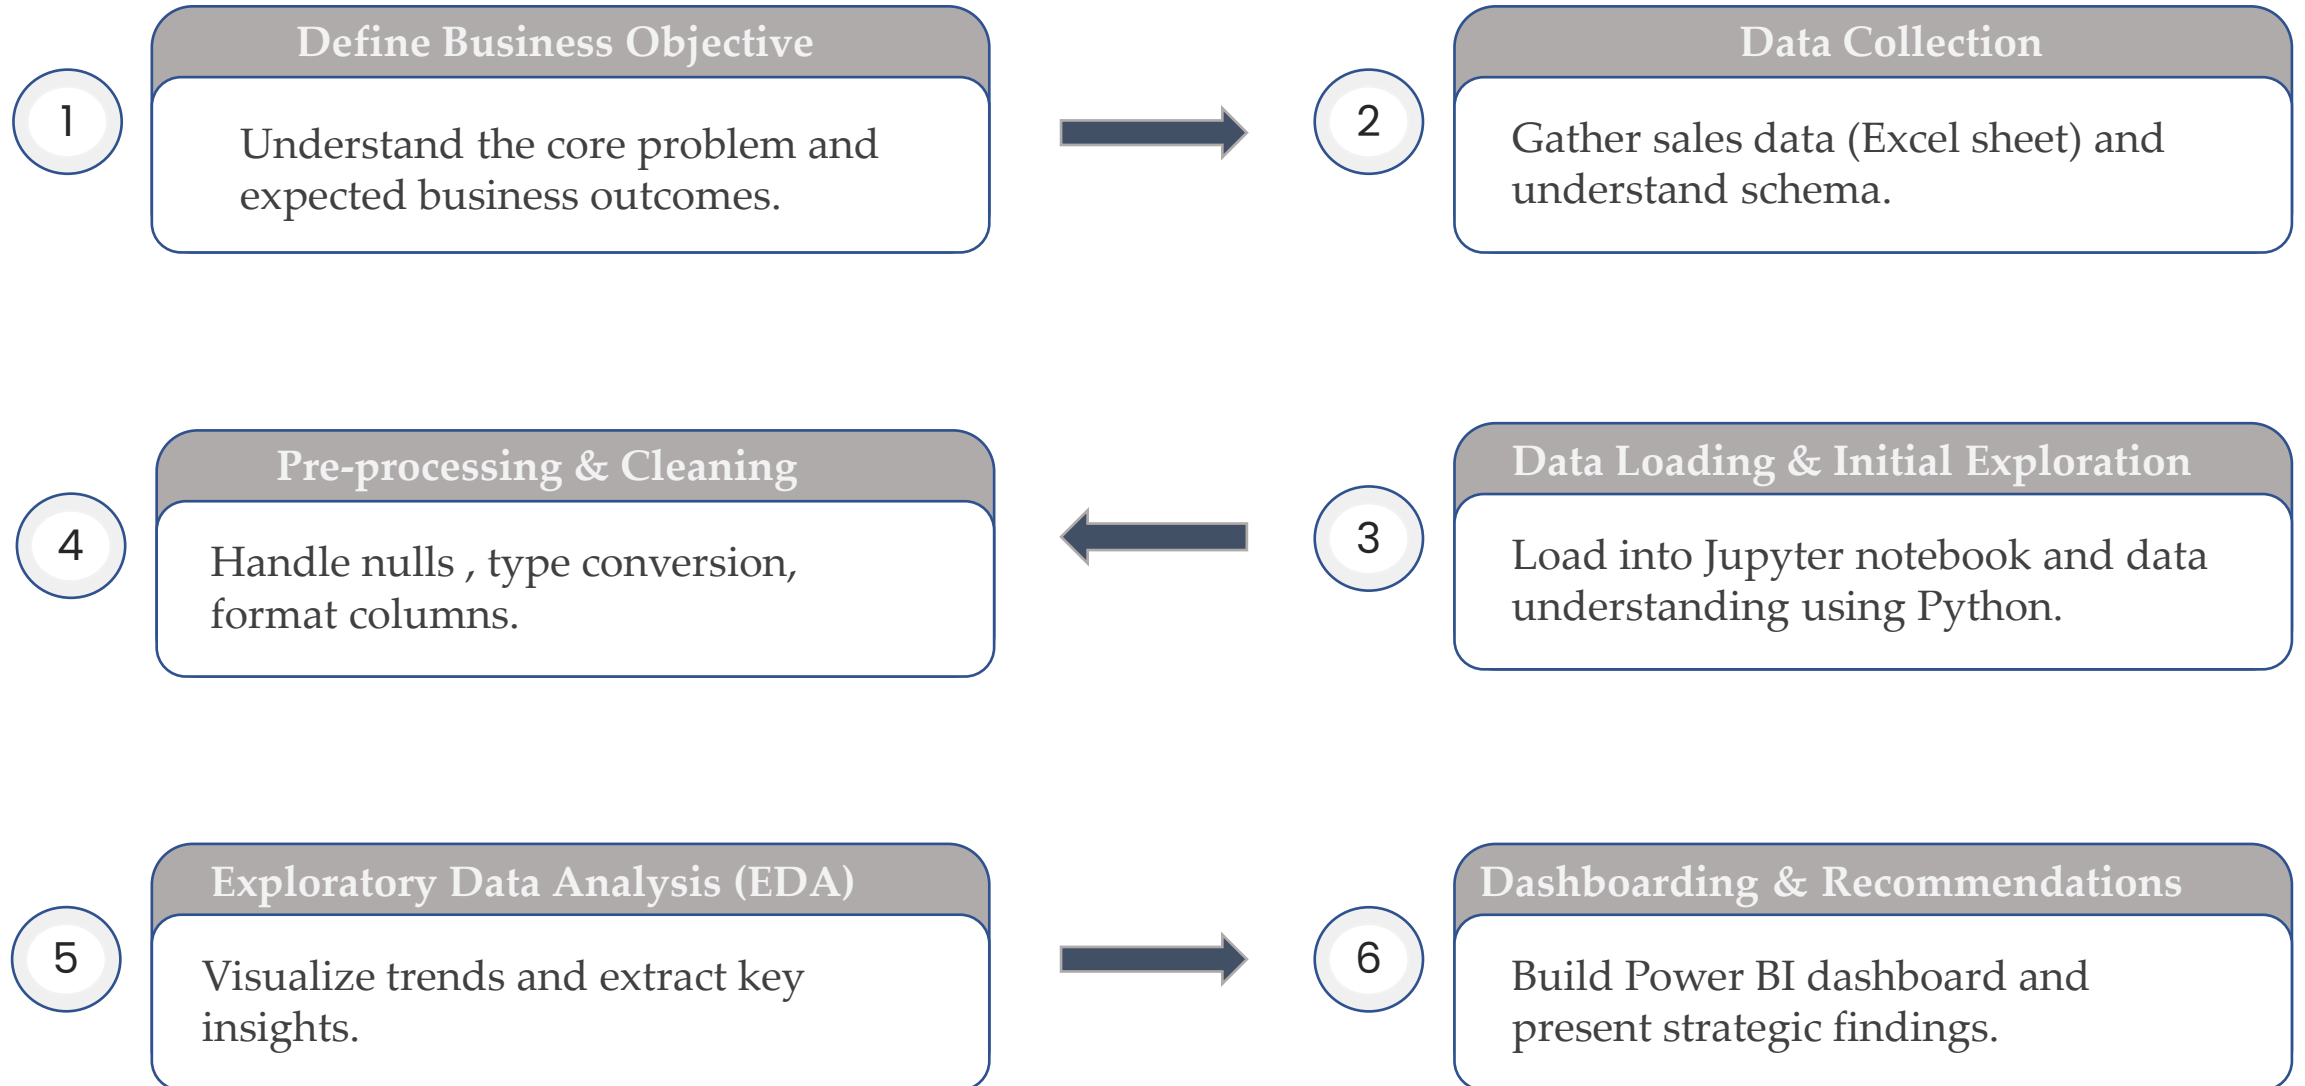 Define Business Objective
1
Understand the core problem and
expected business outcomes.
Data Collection
2
Gather sales data (Excel sheet) and
understand schema.
Data Loading & Initial Exploration
3
Load into Jupyter notebook and data
understanding using Python.
Pre-processing & Cleaning
4
Handle nulls , type conversion,
format columns.
Exploratory Data Analysis (EDA)
5
Visualize trends and extract key
insights.
Dashboarding & Recommendations
6
Build Power BI dashboard and
present strategic findings.